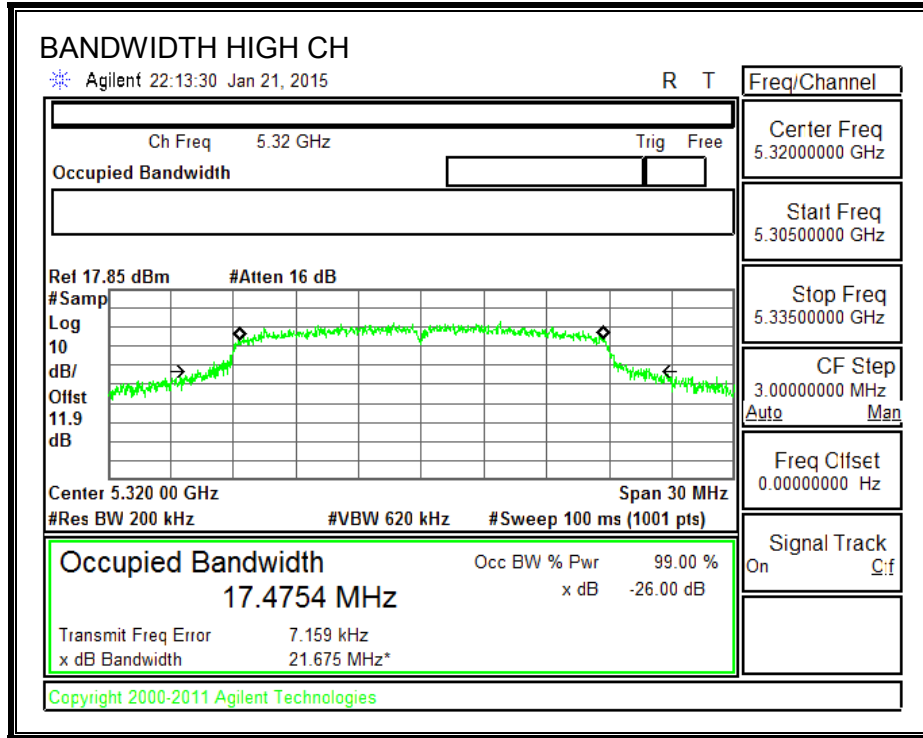 BANDWIDTH HIGH CH
Agilent 22:13:30 Jan 21, 2015 R T
Freq/Channel
Ch Freq 5.32 GHz Trig Free
Occupied Bandwidth
Center Freq
5.32000000 GHz
Start Freq
5.30500000 GHz
Stop Freq
5.33500000 GHz
CF Step
3.00000000 MHz
Auto Man
Freq Offset
0.00000000 Hz
Signal Track
On Off
Ref 17.85 dBm #Atten 16 dB
#Samp
Log
10
dB/
Offst
11.9
dB
Center 5.320 00 GHz Span 30 MHz
#Res BW 200 kHz #VBW 620 kHz #Sweep 100 ms (1001 pts)
Occupied Bandwidth
17.4754 MHz
Occ BW % Pwr 99.00 %
x dB -26.00 dB
Transmit Freq Error 7.159 kHz
x dB Bandwidth 21.675 MHz*
Copyright 2000-2011 Agilent Technologies